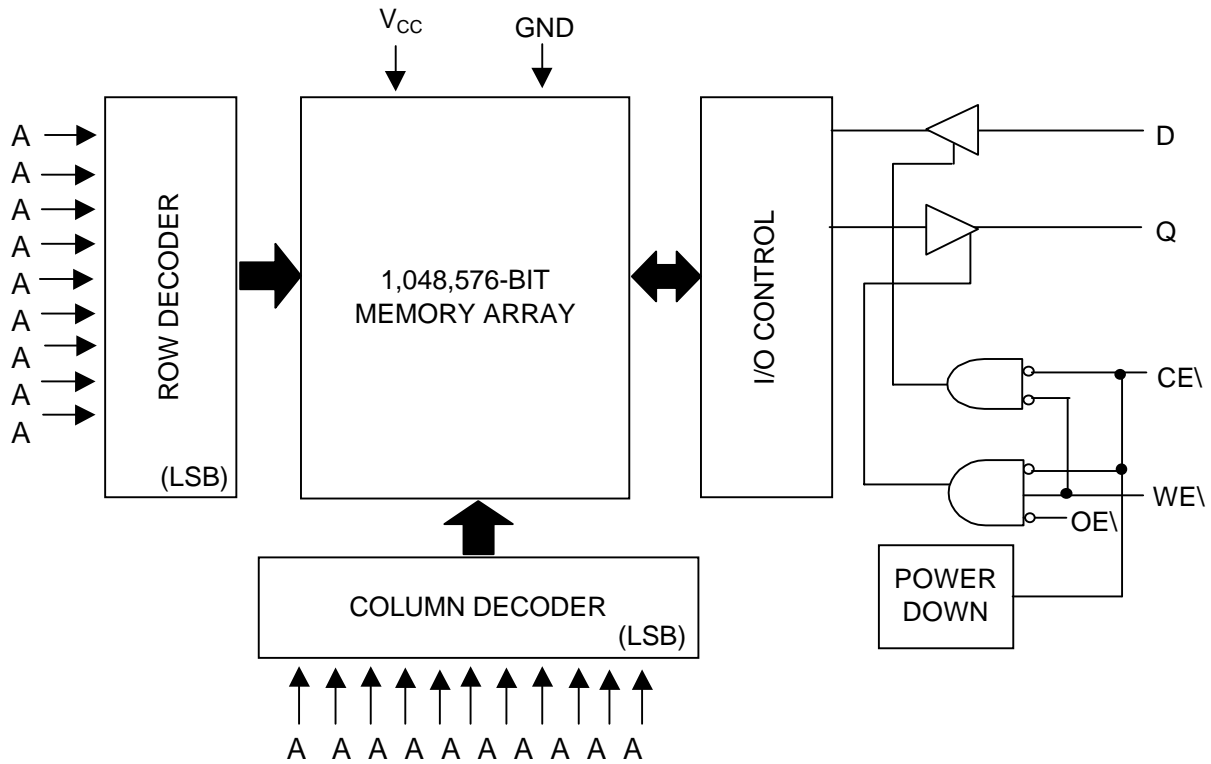 V_CC
GND
A
A
A
A
A
A
A
A
A
ROW DECODER
(LSB)
1,048,576-BIT
MEMORY ARRAY
I/O CONTROL
D
Q
CE\
WE\
OE\
POWER
DOWN
COLUMN DECODER
(LSB)
A A A A A A A A A A